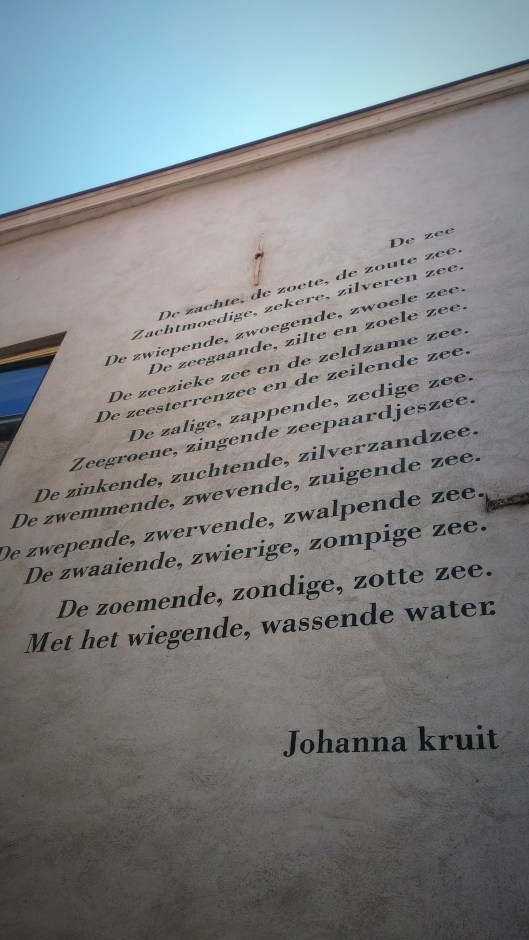 De zee
De zachte, de zoete, de zoute zee.
Zachtmoedige, zekere, zilveren zee.
De zwiepende, zwoegende, zwoele zee.
De zeegaande, zilte en zoele zee.
De zeezieke zee en de zeldzame zee.
De zeesterrenzee en de zeilende zee.
De zalige, zappende, zedige zee.
Zeegroene, zingende zeepaardjeszee.
De zinkende, zuchtende, zilverzandzee.
De zwemmende, zwevende, zuigende zee.
De zwepende, zwervende, zwalpende zee.
De zwaaiende, zwierige, zompige zee.
De zoemende, zondige, zotte zee.
Met het wiegende, wassende water.
Johanna kruit